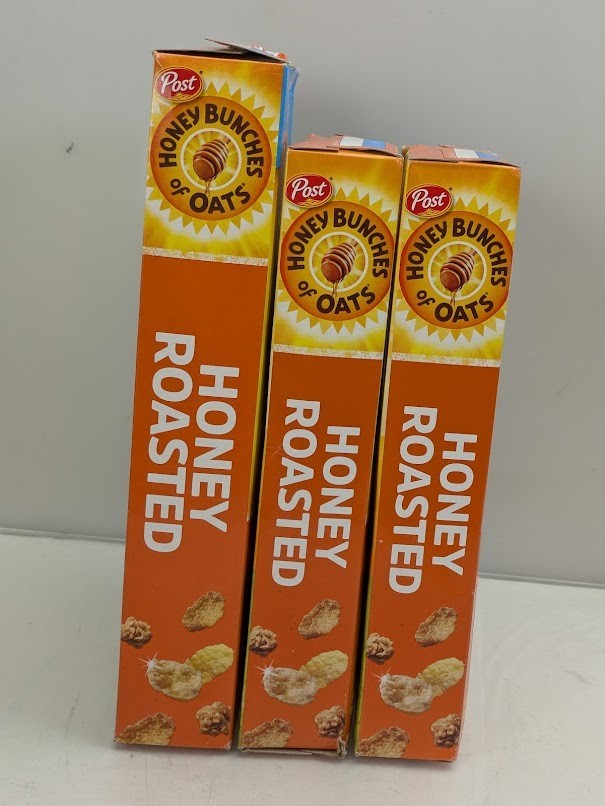 Post
HONEY BUNCHES
OF OATS
HONEY
ROASTED
Post
HONEY BUNCHES
OF OATS
HONEY
ROASTED
Post
HONEY BUNCHES
OF OATS
HONEY
ROASTED